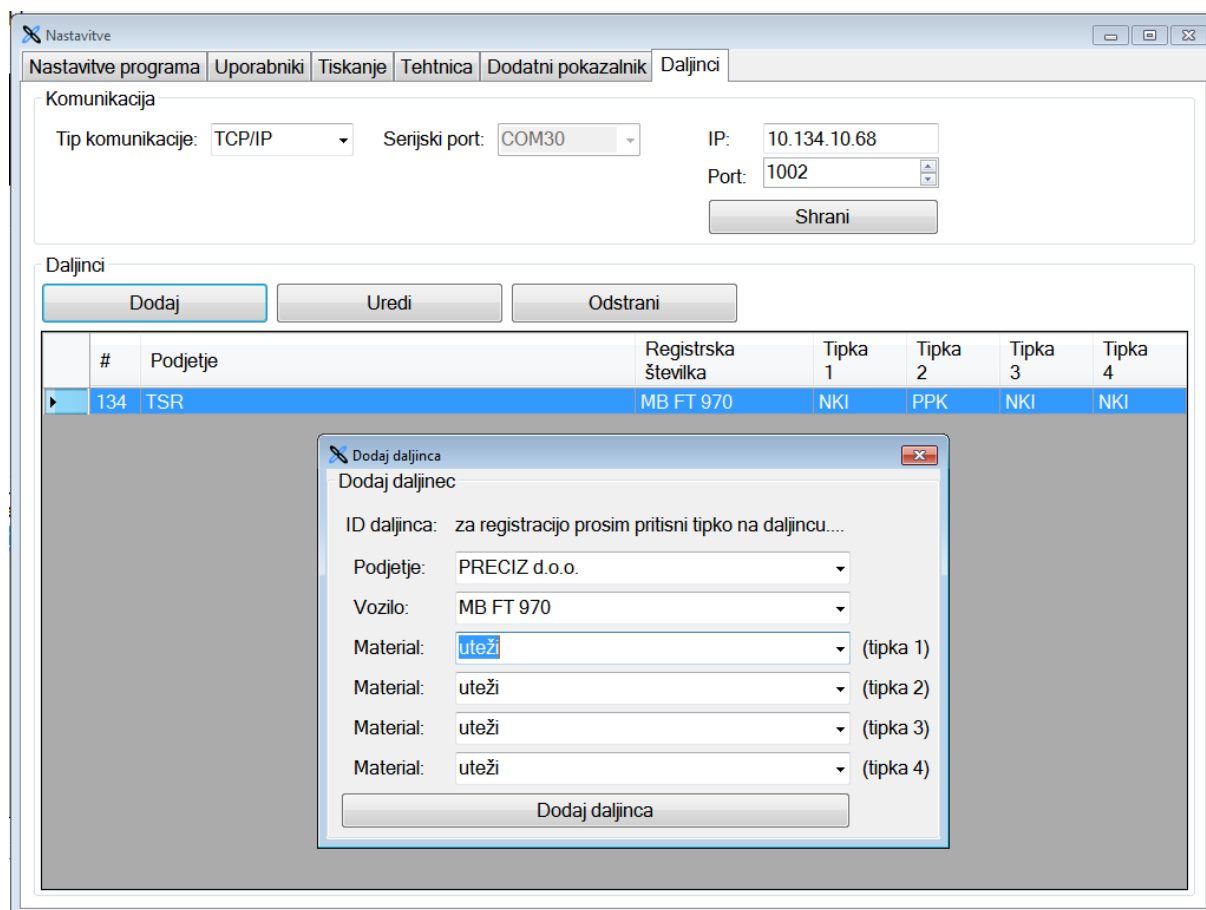 Nastavitve
Nastavitve programa Uporabniki Tiskanje Tehtnica Dodatni pokazalnik Daljinci
Komunikacija
Tip komunikacije: TCP/IP Serijski port: COM30 IP: 10.134.10.68
Port: 1002
Shrani
Daljinci
Dodaj Uredi Odstrani
# Podjetje Registrska številka Tipka 1 Tipka 2 Tipka 3 Tipka 4
134 TSR MB FT 970 NKI PPK NKI NKI
Dodaj daljinca
Dodaj daljinec
ID daljinca: za registracijo prosim pritisni tipko na daljincu....
Podjetje: PRECIZ d.o.o.
Vozilo: MB FT 970
Material: uteži (tipka 1)
Material: uteži (tipka 2)
Material: uteži (tipka 3)
Material: uteži (tipka 4)
Dodaj daljinca